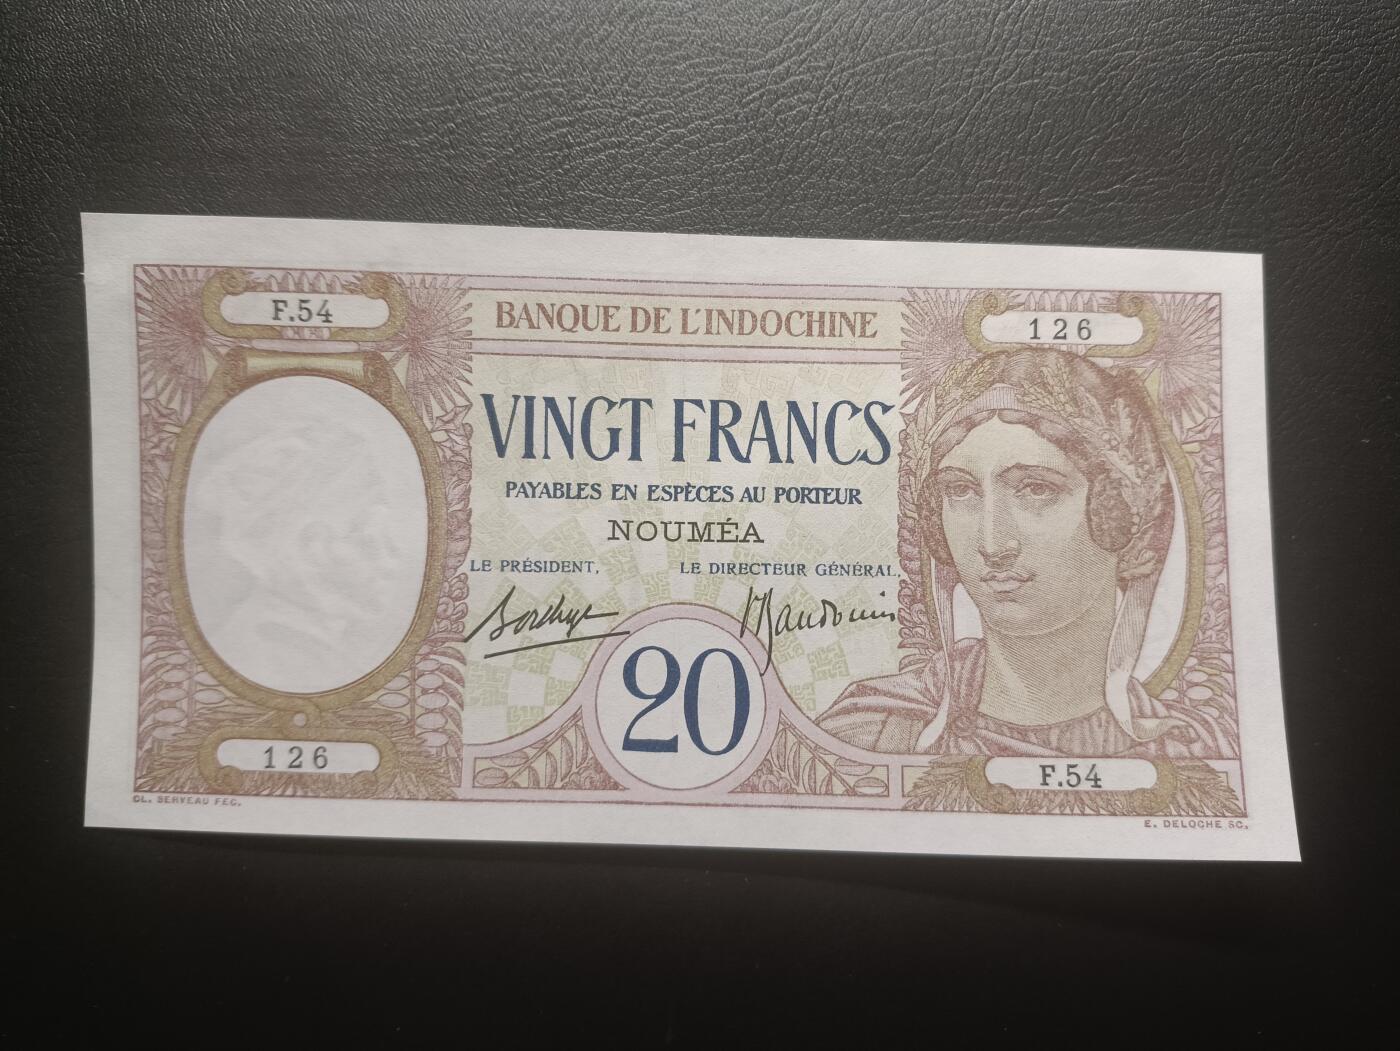 F.54
BANQUE DE L'INDOCHINE
126
VINGT FRANCS
PAYABLES EN ESPÈCES AU PORTEUR
NOUMÉA
LE PRÉSIDENT,
LE DIRECTEUR GÉNÉRAL,
20
126
F.54
CL. SERVEAU FEC.
E. DELOCHE SC.